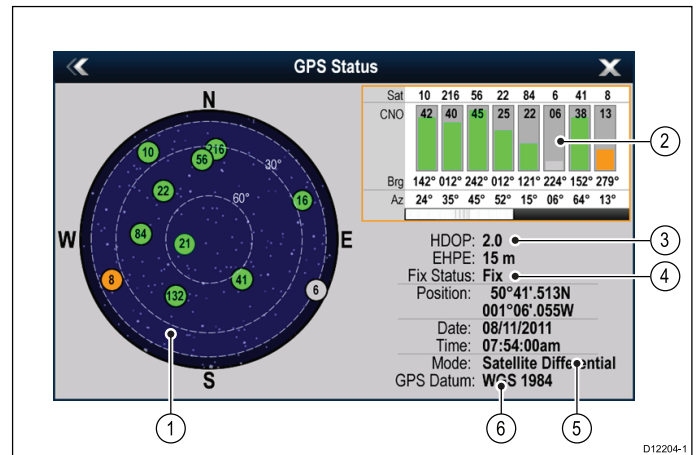 GPS Status
N
W
E
S
30°
60°
10
216
56
22
16
84
21
8
41
6
132
Sat 10 216 56 22 84 6 41 8
CNO 42 40 45 25 22 06 38 13
Brg 142° 012° 242° 012° 121° 224° 152° 279°
Az 24° 35° 45° 52° 15° 06° 64° 13°
HDOP: 2.0
EHPE: 15 m
Fix Status: Fix
Position: 50°41'.513N
001°06'.055W
Date: 08/11/2011
Time: 07:54:00am
Mode: Satellite Differential
GPS Datum: WGS 1984
2
3
4
1
6
5
D12204-1